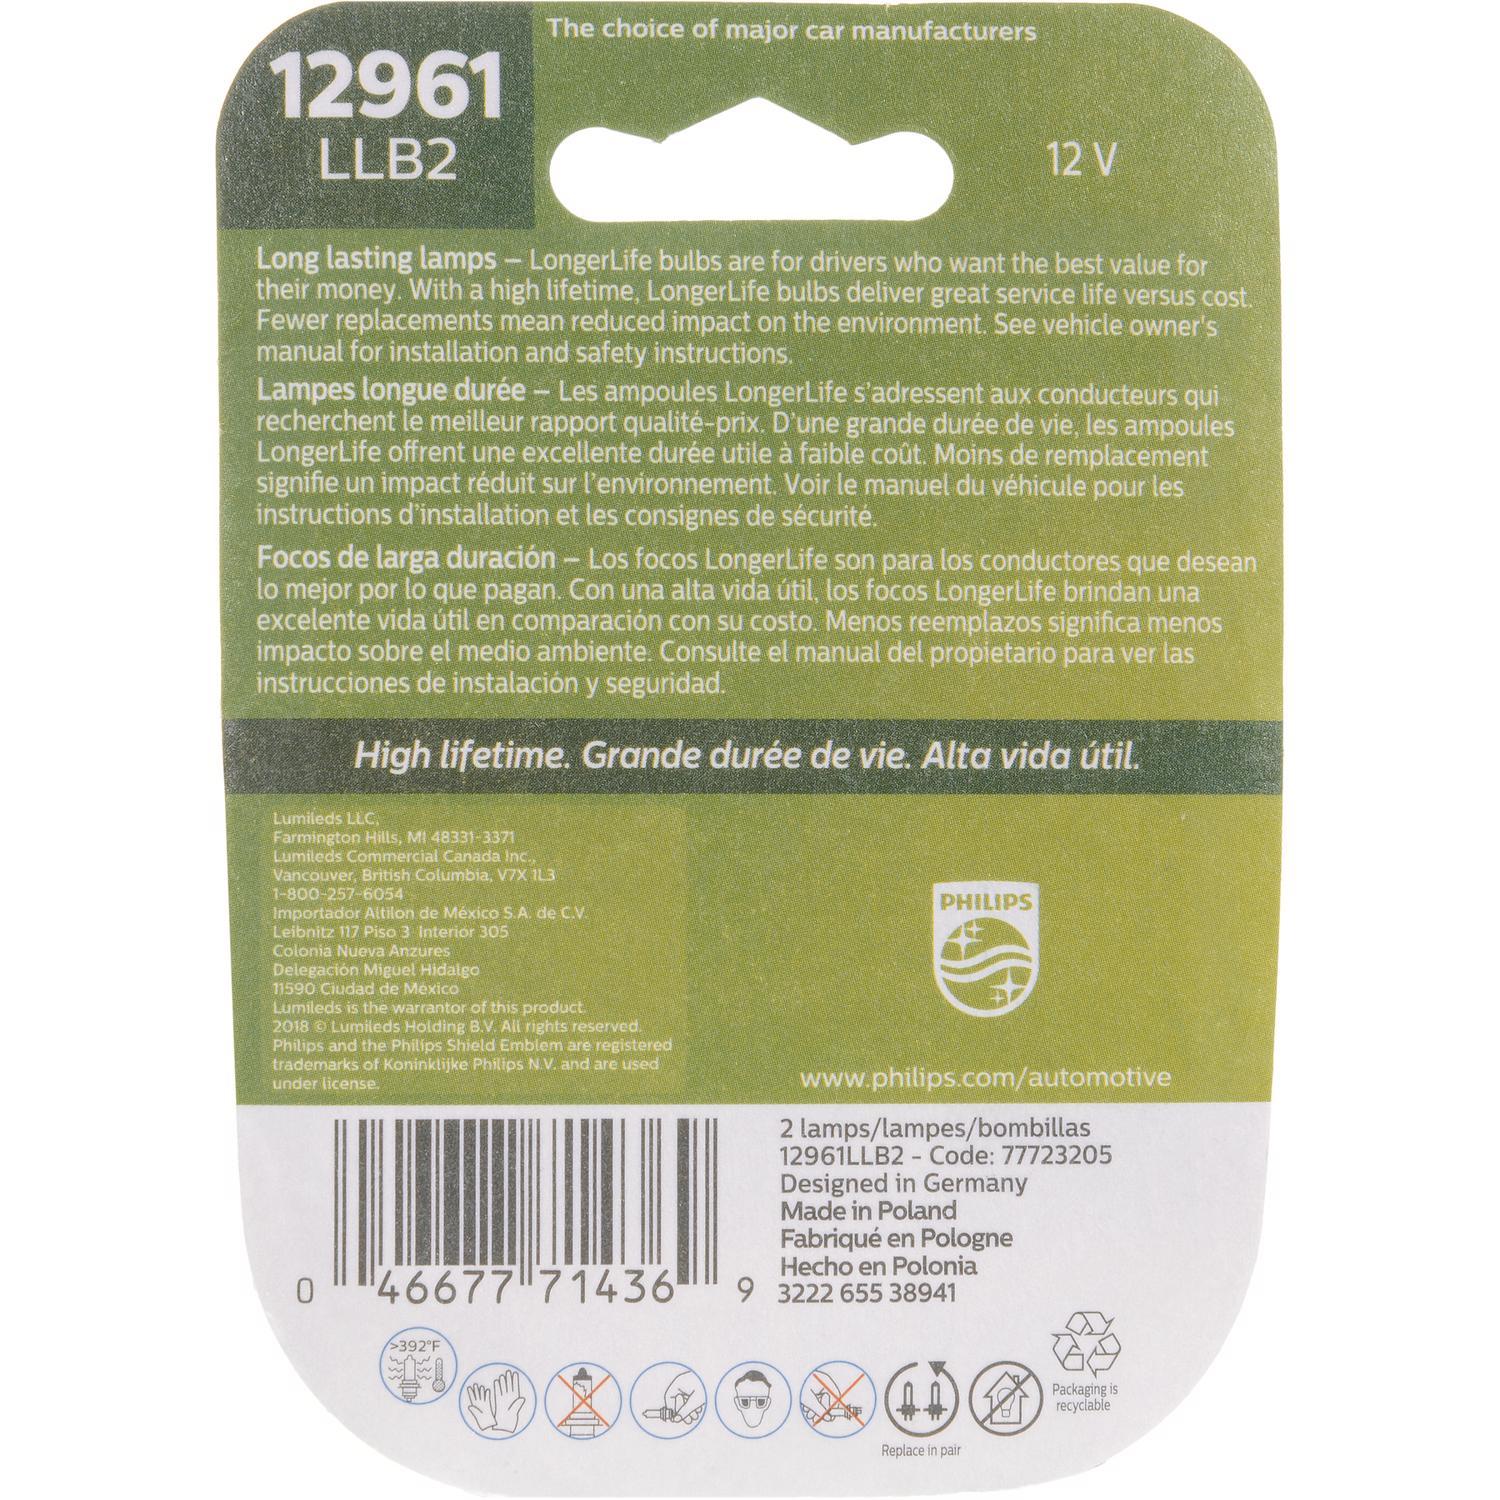 The choice of major car manufacturers
12961
LLB2
12 V
Long lasting lamps – LongerLife bulbs are for drivers who want the best value for
their money. With a high lifetime, LongerLife bulbs deliver great service life versus cost.
Fewer replacements mean reduced impact on the environment. See vehicle owner's
manual for installation and safety instructions.
Lampes longue durée – Les ampoules LongerLife s'adressent aux conducteurs qui
recherchent le meilleur rapport qualité-prix. D'une grande durée de vie, les ampoules
LongerLife offrent une excellente durée utile à faible coût. Moins de remplacement
signifie un impact réduit sur l'environnement. Voir le manuel du véhicule pour les
instructions d'installation et les consignes de sécurité.
Focos de larga duración – Los focos LongerLife son para los conductores que desean
lo mejor por lo que pagan. Con una alta vida útil, los focos LongerLife brindan una
excelente vida útil en comparación con su costo. Menos reemplazos significa menos
impacto sobre el medio ambiente. Consulte el manual del propietario para ver las
instrucciones de instalación y seguridad.
High lifetime. Grande durée de vie. Alta vida útil.
Lumileds LLC,
Farmington Hills, MI 48331-3371
Lumileds Commercial Canada Inc.,
Vancouver, British Columbia, V7X 1L3
1-800-257-6054
Importador Altilon de México S.A. de C.V.
Leibnitz 117 Piso 3 Interior 305
Colonia Nueva Anzures
Delegación Miguel Hidalgo
11590 Ciudad de México
Lumileds is the warrantor of this product.
2018 © Lumileds Holding B.V. All rights reserved.
Philips and the Philips Shield Emblem are registered
trademarks of Koninklijke Philips N.V. and are used
under license.
PHILIPS
www.philips.com/automotive
0 46677 71436 9
2 lamps/lampes/bombillas
12961LLB2 - Code: 77723205
Designed in Germany
Made in Poland
Fabriqué en Pologne
Hecho en Polonia
3222 655 38941
>392°F
Replace in pair
Packaging is
recyclable